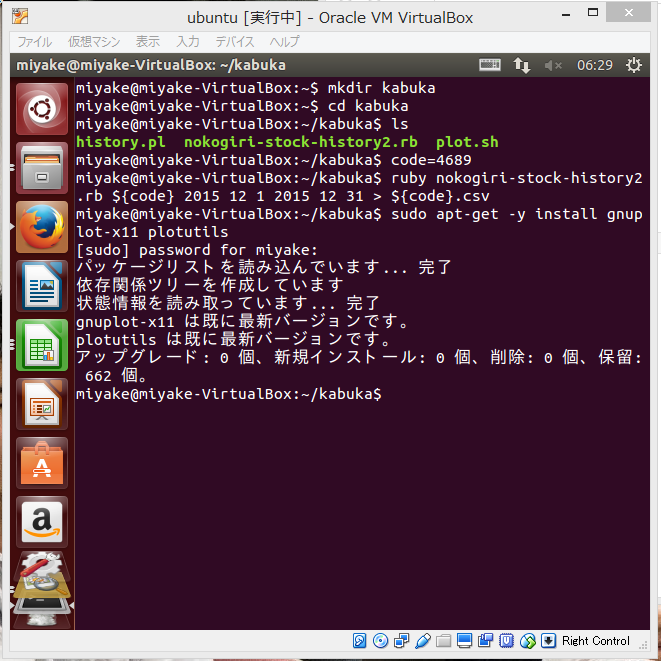 ubuntu [実行中] - Oracle VM VirtualBox
ファイル 仮想マシン 表示 入力 デバイス ヘルプ
miyake@miyake-VirtualBox: ~/kabuka 06:29
miyake@miyake-VirtualBox:~$ mkdir kabuka
miyake@miyake-VirtualBox:~$ cd kabuka
miyake@miyake-VirtualBox:~/kabuka$ ls
history.pl nokogiri-stock-history2.rb plot.sh
miyake@miyake-VirtualBox:~/kabuka$ code=4689
miyake@miyake-VirtualBox:~/kabuka$ ruby nokogiri-stock-history2
.rb ${code} 2015 12 1 2015 12 31 > ${code}.csv
miyake@miyake-VirtualBox:~/kabuka$ sudo apt-get -y install gnup
lot-x11 plotutils
[sudo] password for miyake:
パッケージリストを読み込んでいます... 完了
依存関係ツリーを作成しています
状態情報を読み取っています... 完了
gnuplot-x11 は既に最新バージョンです。
plotutils は既に最新バージョンです。
アップグレード: 0 個、新規インストール: 0 個、削除: 0 個、保留:
662 個。
miyake@miyake-VirtualBox:~/kabuka$
Right Control